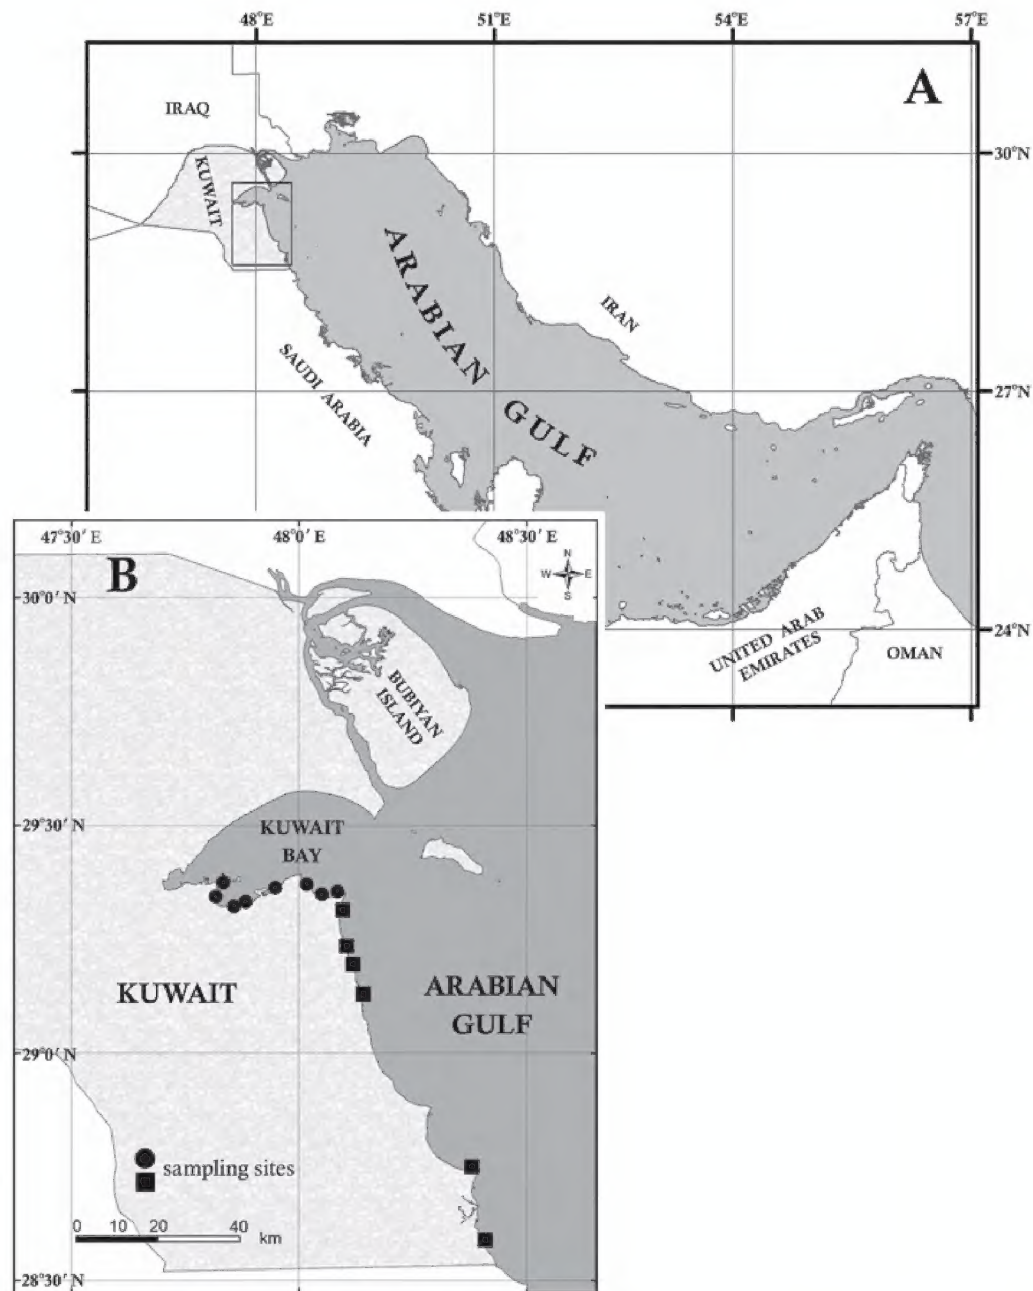 48°E 51°E 54°E 57°E
A
IRAQ
30°N
KUWAIT
ARABIAN
GULF
IRAN
SAUDI ARABIA
27°N
24°N
UNITED ARAB
EMIRATES
OMAN
47°30' E 48°0' E 48°30' E
B
N
W E
S
30°0' N
BUBIYAN
ISLAND
29°30' N
KUWAIT
BAY
KUWAIT
ARABIAN
GULF
29°0' N
sampling sites
0 10 20 40 km
28°30' N